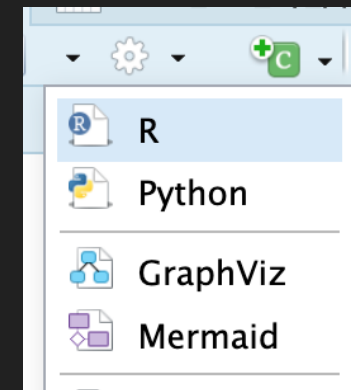 C
R
R
Python
GraphViz
Mermaid